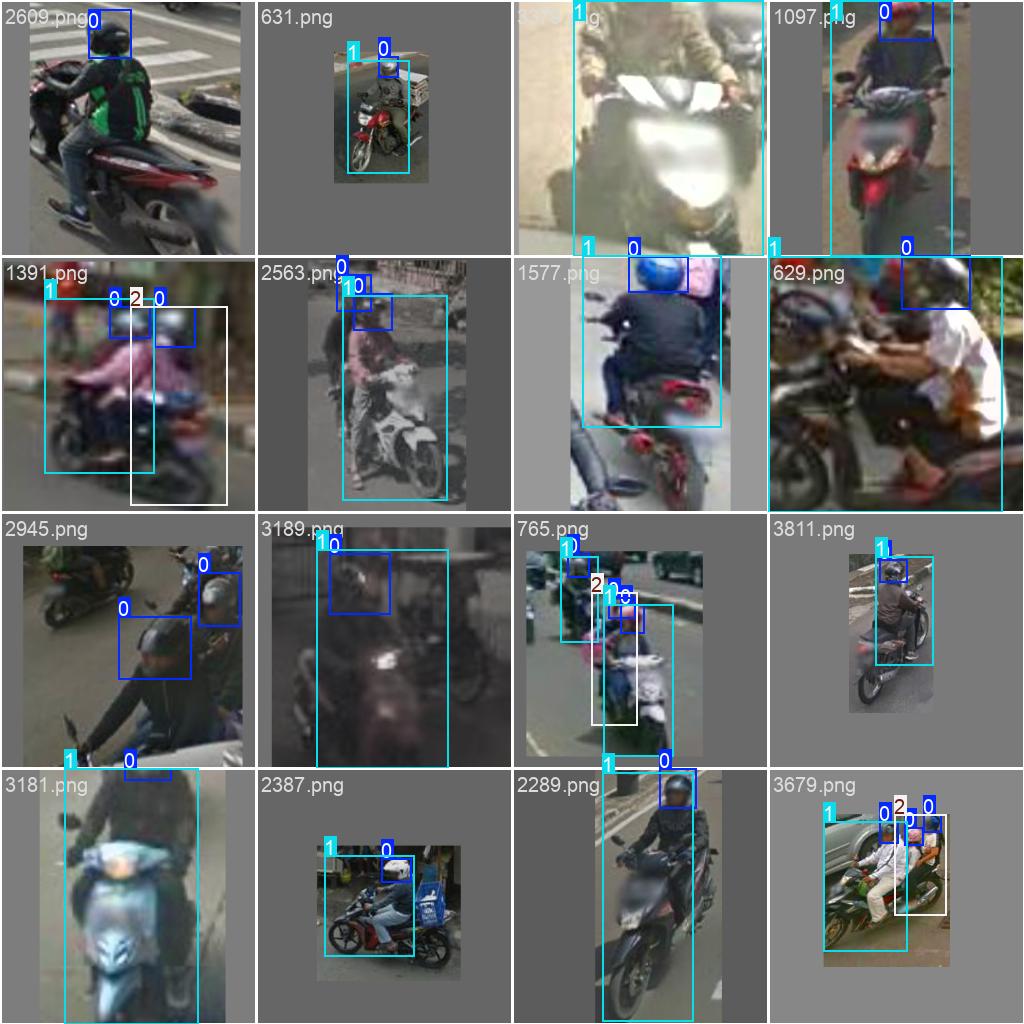 2609.png
0
631.png
1 0
1
1097.png
1 0
1391.png
1 0 2 0
2563.png
0
1 0
1577.png
1 0
629.png
1 0
2945.png
0
0
3189.png
1 0
765.png
1 0
2
1 0 0
3811.png
1
3181.png
1 0
2387.png
1 0
2289.png
1 0
3679.png
1 0 2 0 0